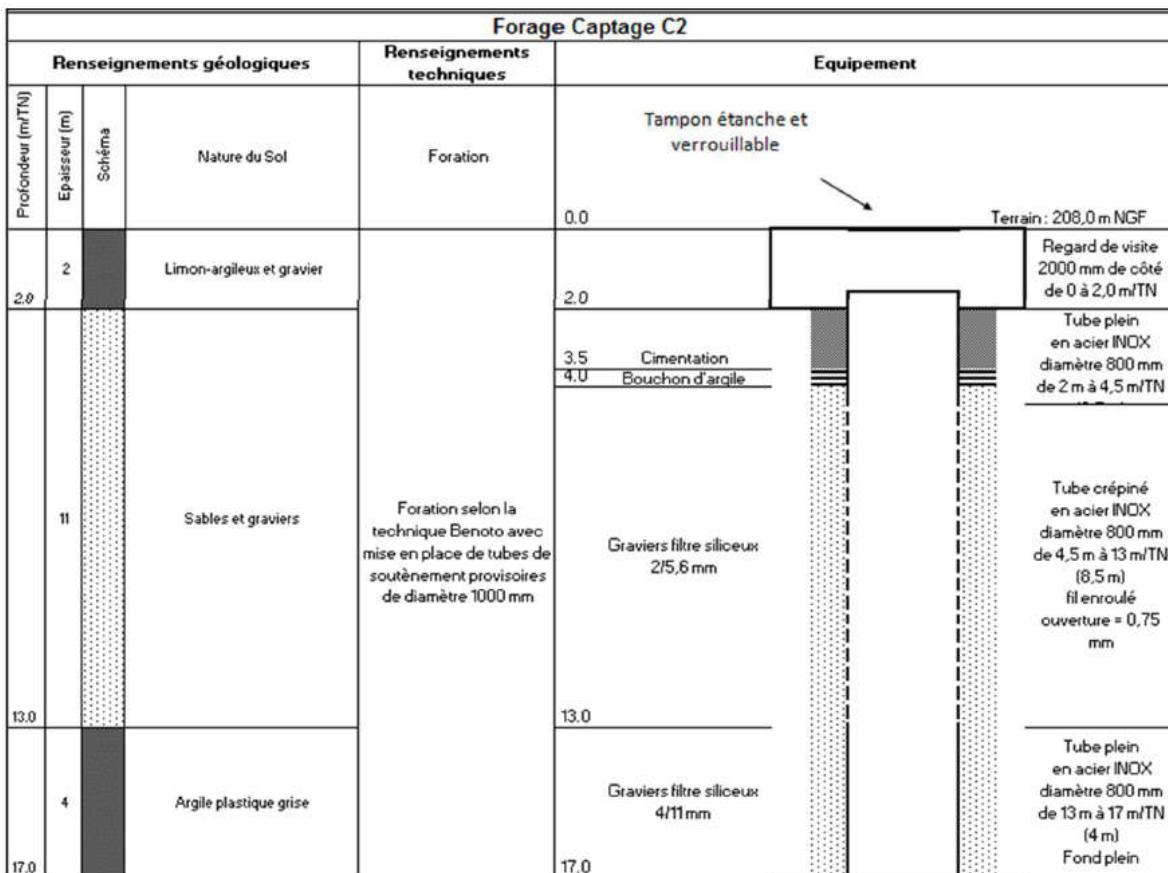 Forage Captage C2
Renseignements géologiques
Renseignements
techniques
Equipement
Profondeur (m/TN)
Epaisseur (m)
Schéma
Nature du Sol
Foration
Tampon étanche et
verrouillable
0.0
Terrain : 208,0 m NGF
2
Limon-argileux et gravier
2.0
2.0
Regard de visite
2000 mm de côté
de 0 à 2,0 m/TN
3.5
Cimentation
4.0
Bouchon d'argile
Tube plein
en acier INOX
diamètre 800 mm
de 2 m à 4,5 m/TN
11
Sables et graviers
13.0
Foration selon la
technique Benoto avec
mise en place de tubes de
soutènement provisoires
de diamètre 1000 mm
Graviers filtre siliceux
2/5,6 mm
13.0
Tube crépiné
en acier INOX
diamètre 800 mm
de 4,5 m à 13 m/TN
(8,5 m)
fil enroulé
ouverture = 0,75
mm
4
Argile plastique grise
17.0
Graviers filtre siliceux
4/11 mm
17.0
Tube plein
en acier INOX
diamètre 800 mm
de 13 m à 17 m/TN
(4 m)
Fond plein